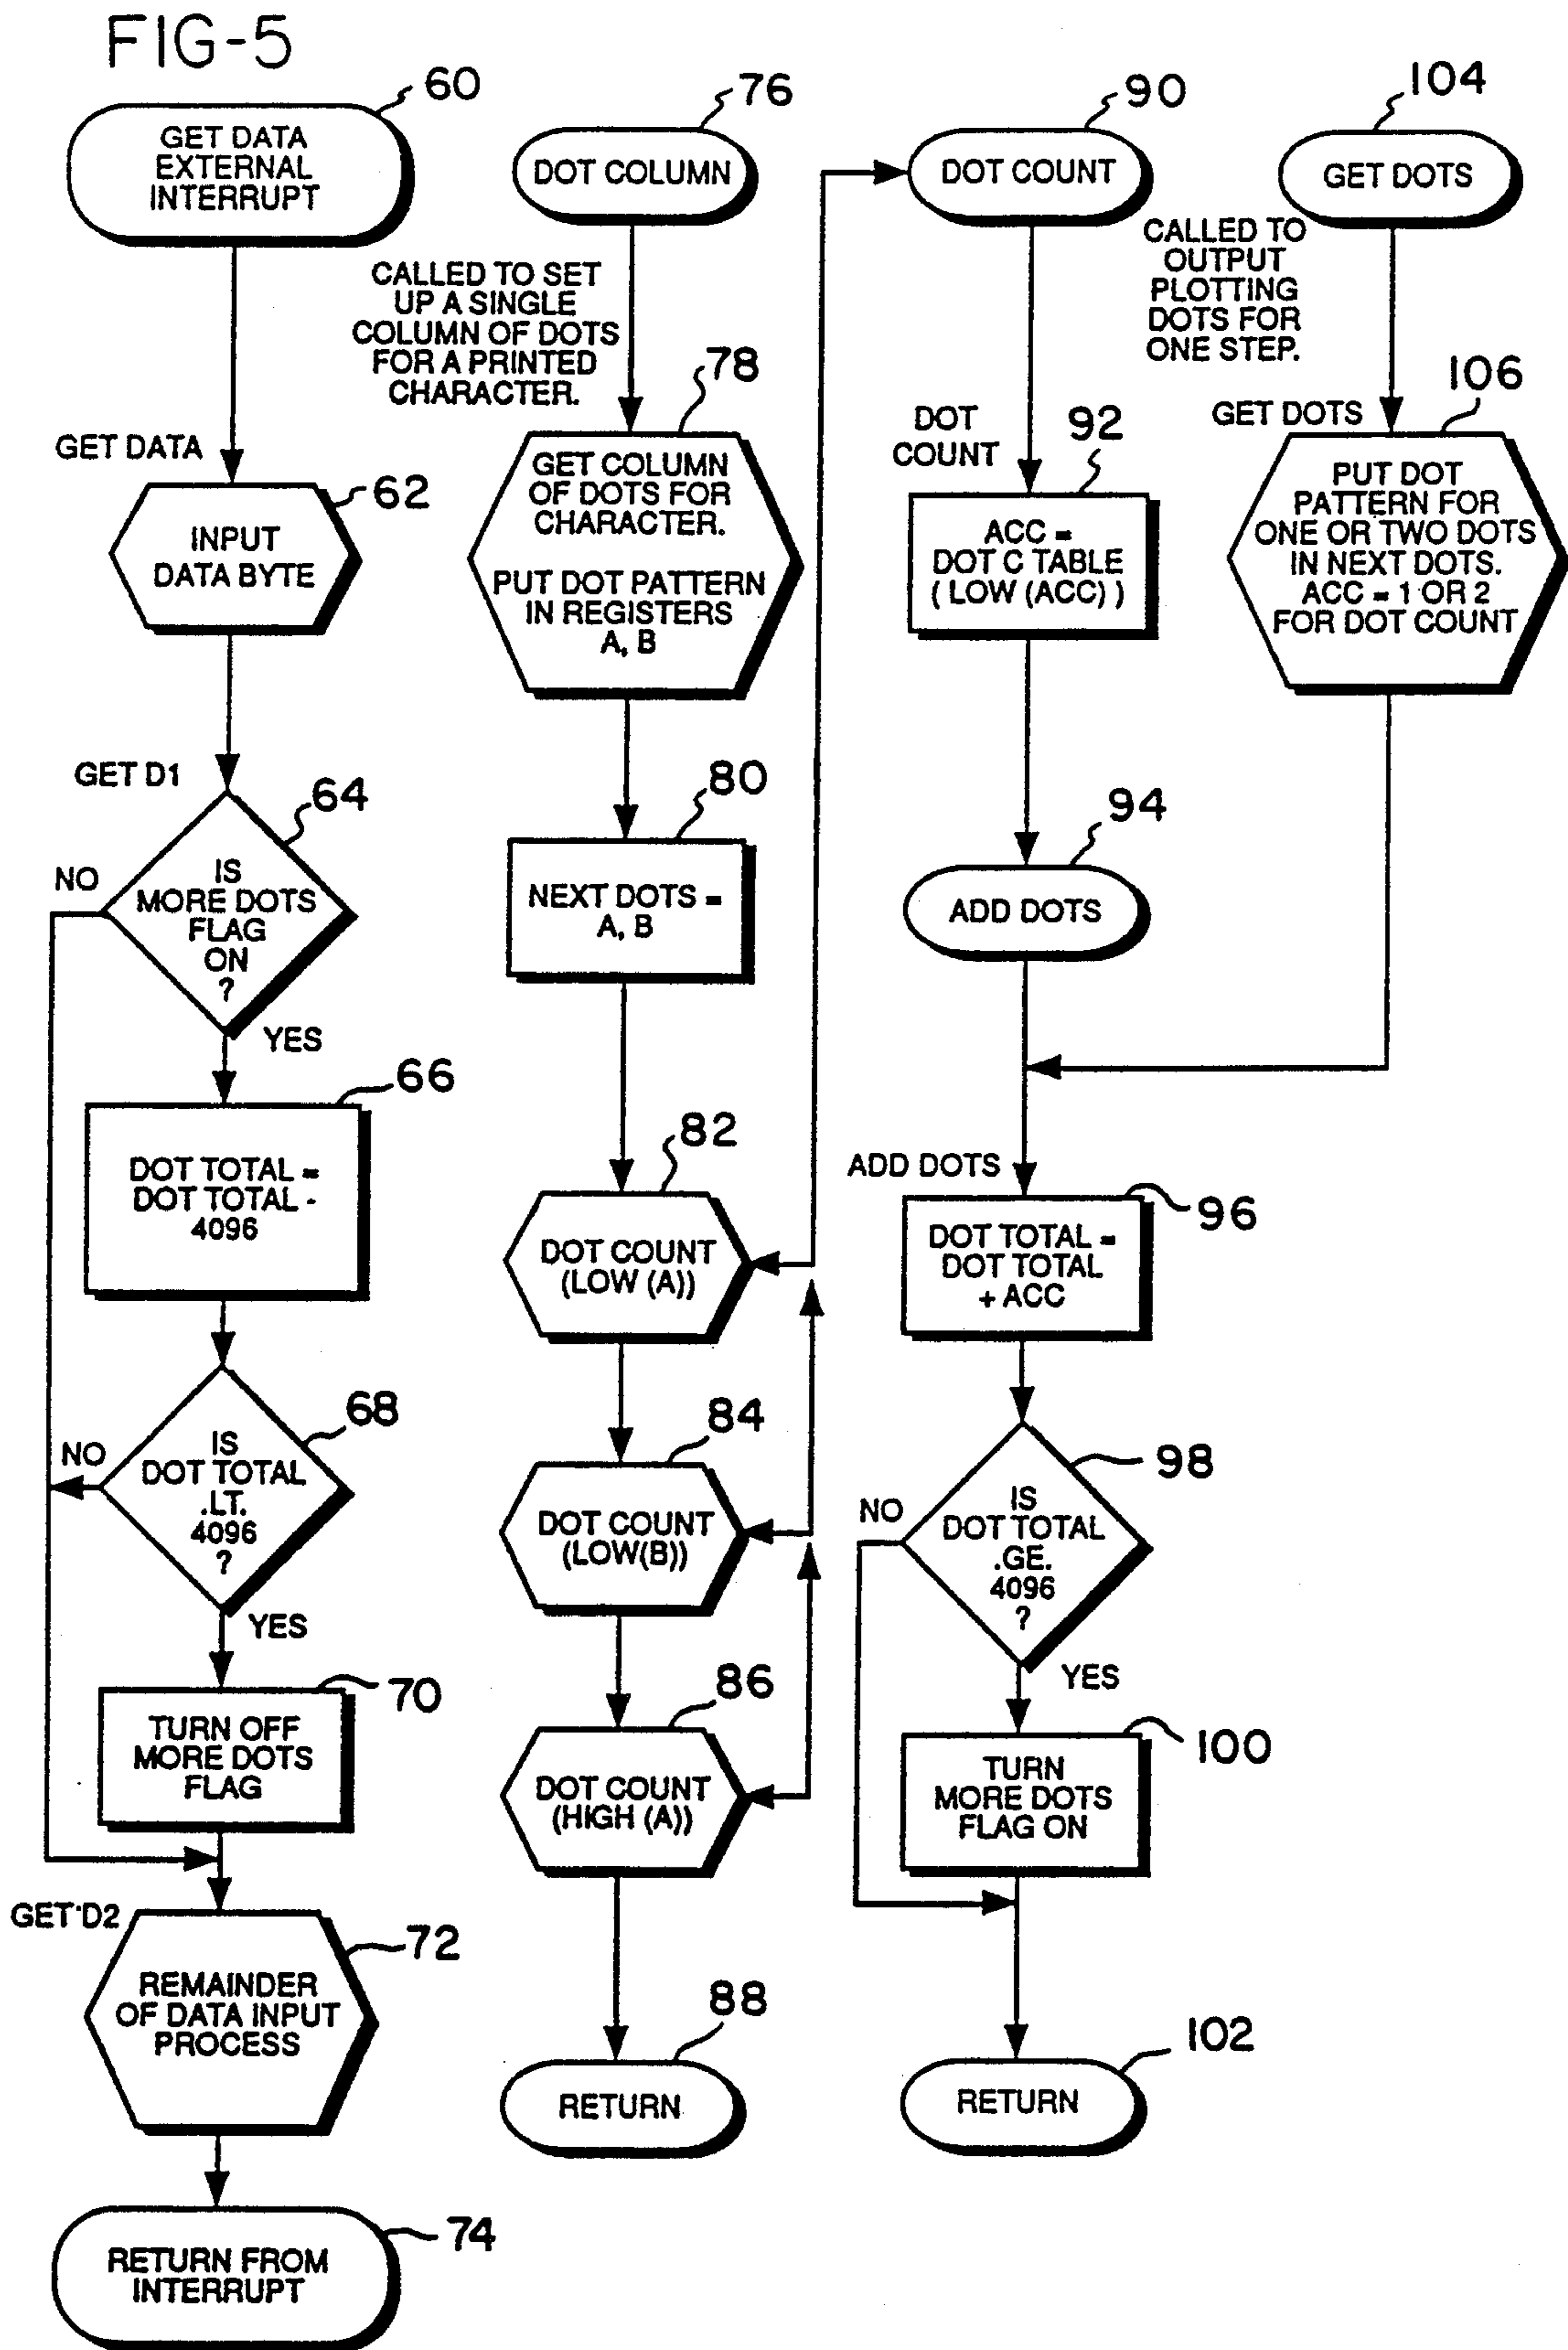 FIG-5
60
GET DATA
EXTERNAL
INTERRUPT
GET DATA
62
INPUT
DATA BYTE
GET D1
64
IS
MORE DOTS
FLAG
ON
?
NO
YES
66
DOT TOTAL =
DOT TOTAL -
4096
68
IS
DOT TOTAL
.LT.
4096
?
NO
YES
70
TURN OFF
MORE DOTS
FLAG
GET D2
72
REMAINDER
OF DATA INPUT
PROCESS
74
RETURN FROM
INTERRUPT
76
DOT COLUMN
CALLED TO SET
UP A SINGLE
COLUMN OF DOTS
FOR A PRINTED
CHARACTER.
78
GET COLUMN
OF DOTS FOR
CHARACTER.
PUT DOT PATTERN
IN REGISTERS
A, B
80
NEXT DOTS =
A, B
82
DOT COUNT
(LOW (A))
84
DOT COUNT
(LOW(B))
86
DOT COUNT
(HIGH (A))
88
RETURN
90
DOT COUNT
DOT
COUNT
92
ACC =
DOT C TABLE
( LOW (ACC) )
94
ADD DOTS
ADD DOTS
96
DOT TOTAL =
DOT TOTAL
+ ACC
98
IS
DOT TOTAL
.GE.
4096
?
NO
YES
100
TURN
MORE DOTS
FLAG ON
102
RETURN
104
GET DOTS
CALLED TO
OUTPUT
PLOTTING
DOTS FOR
ONE STEP.
GET DOTS
106
PUT DOT
PATTERN FOR
ONE OR TWO DOTS
IN NEXT DOTS.
ACC = 1 OR 2
FOR DOT COUNT